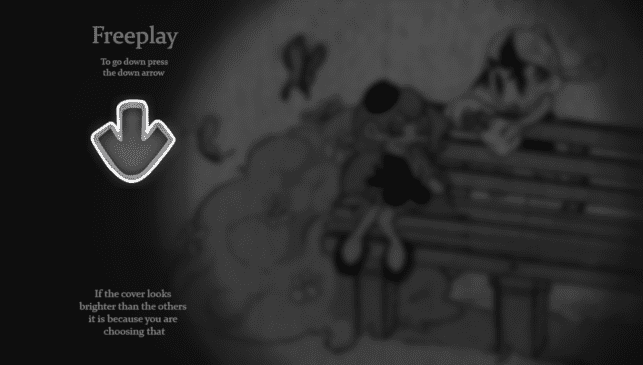 Freeplay
To go down press
the down arrow
If the cover looks
brighter than the others
it is because you are
choosing that